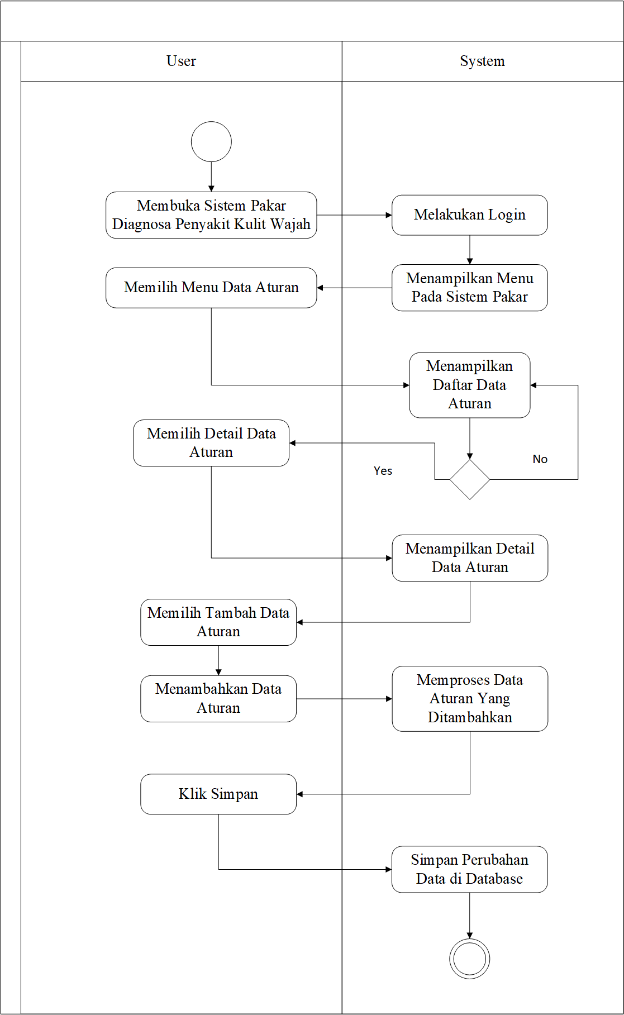 User
System
Membuka Sistem Pakar
Diagnosa Penyakit Kulit Wajah
Melakukan Login
Menampilkan Menu
Pada Sistem Pakar
Memilih Menu Data Aturan
Menampilkan
Daftar Data
Aturan
Memilih Detail Data
Aturan
Yes
No
Menampilkan Detail
Data Aturan
Memilih Tambah Data
Aturan
Menambahkan Data
Aturan
Memproses Data
Aturan Yang
Ditambahkan
Klik Simpan
Simpan Perubahan
Data di Database